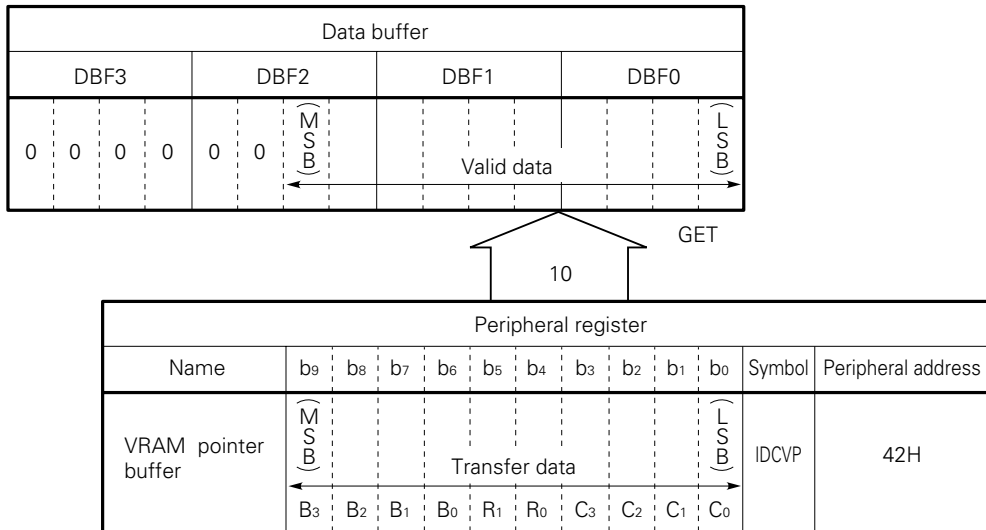 Data buffer
DBF3 DBF2 DBF1 DBF0
0 0 0 0 0 0 (MSB) (LSB)
Valid data
GET
10
Peripheral register
Name b9 b8 b7 b6 b5 b4 b3 b2 b1 b0 Symbol Peripheral address
(MSB) (LSB)
VRAM pointer buffer Transfer data IDCVP 42H
B3 B2 B1 B0 R1 R0 C3 C2 C1 C0